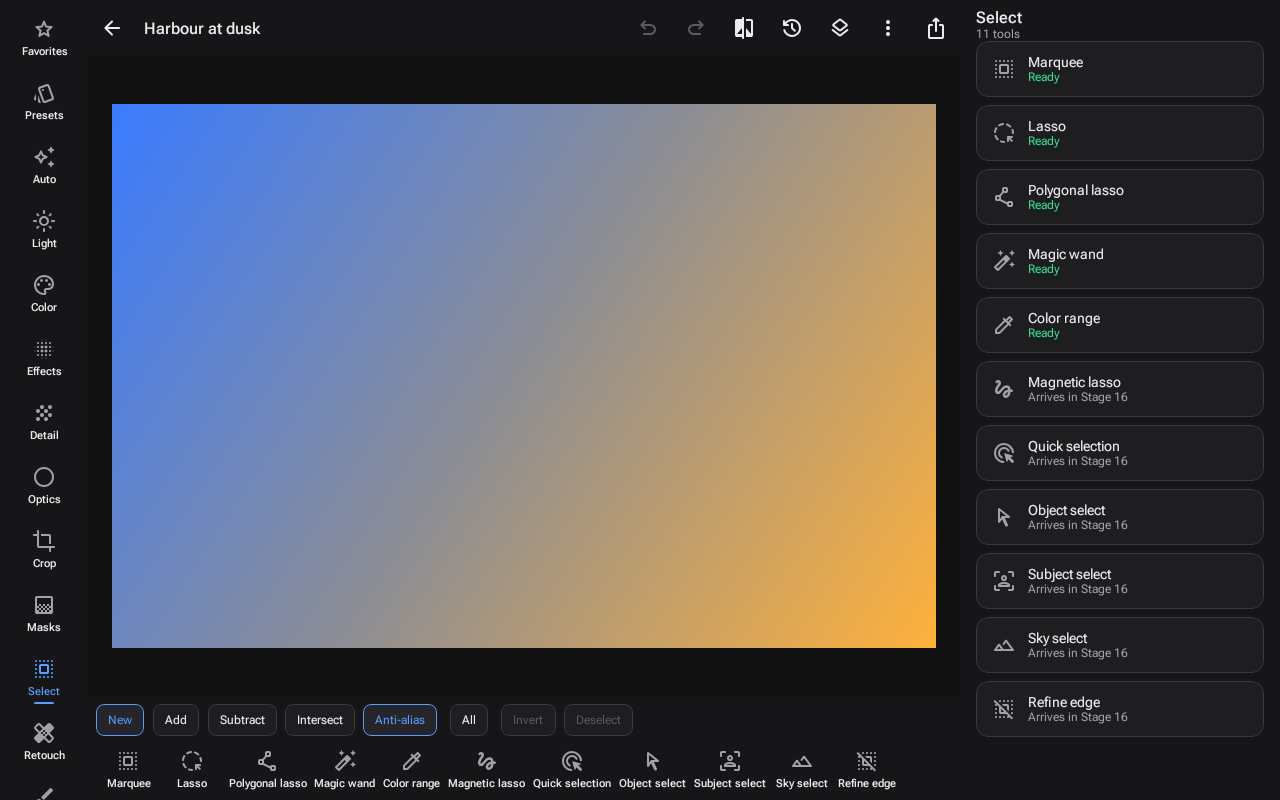 Favorites
Presets
Auto
Light
Color
Effects
Detail
Optics
Crop
Masks
Select
Retouch
Harbour at dusk
New
Add
Subtract
Intersect
Anti-alias
All
Invert
Deselect
Marquee
Lasso
Polygonal lasso
Magic wand
Color range
Magnetic lasso
Quick selection
Object select
Subject select
Sky select
Refine edge
Select
11 tools
Marquee
Ready
Lasso
Ready
Polygonal lasso
Ready
Magic wand
Ready
Color range
Ready
Magnetic lasso
Arrives in Stage 16
Quick selection
Arrives in Stage 16
Object select
Arrives in Stage 16
Subject select
Arrives in Stage 16
Sky select
Arrives in Stage 16
Refine edge
Arrives in Stage 16